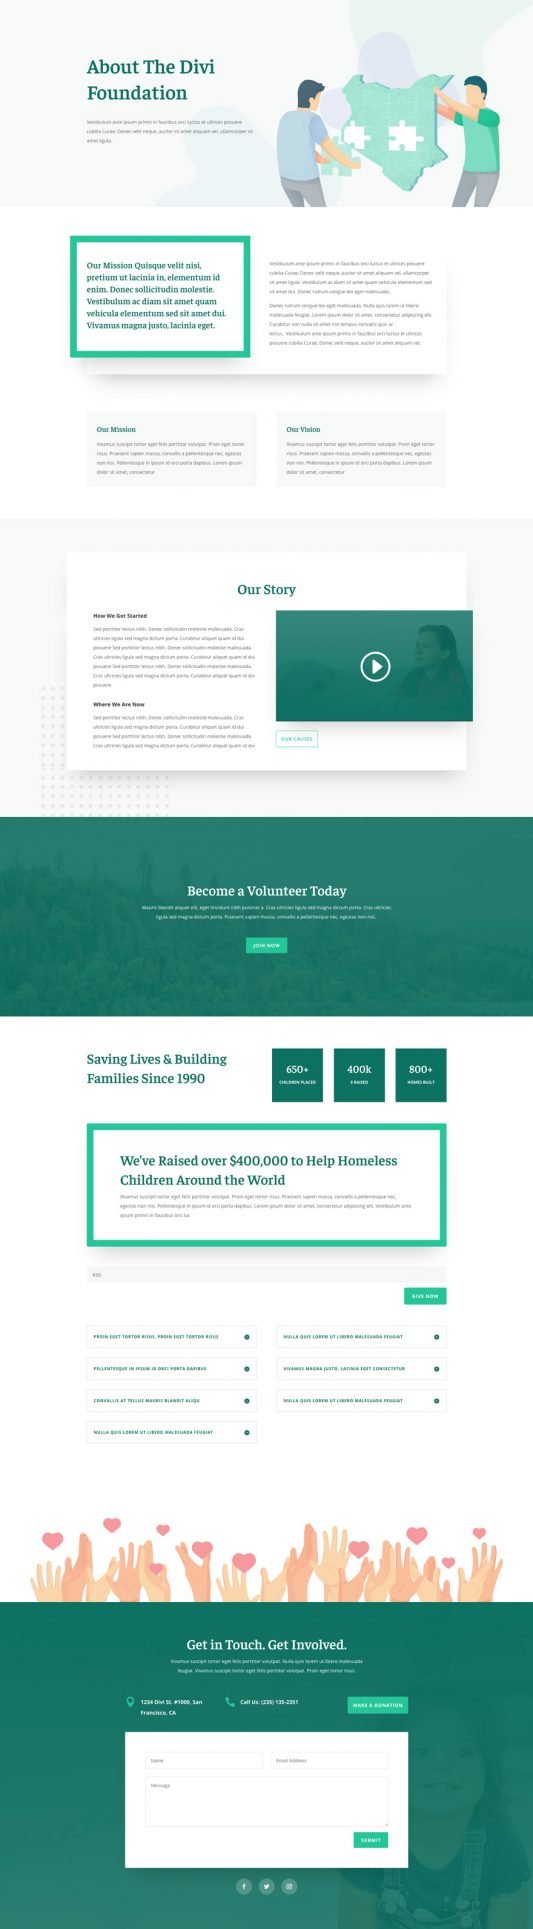 About The Divi
Foundation
Vestibulum ante ipsum primis in faucibus orci luctus et ultrices posuere
cubilia Curae; Donec velit neque, auctor sit amet aliquam vel, ullamcorper sit
amet ligula.
Our Mission Quisque velit nisi,
pretium ut lacinia in, elementum id
enim. Donec sollicitudin molestie.
Vestibulum ac diam sit amet quam
vehicula elementum sed sit amet dui.
Vivamus magna justo, lacinia eget.
Vestibulum ante ipsum primis in faucibus orci luctus et ultrices posuere
cubilia Curae; Donec velit neque, auctor sit amet aliquam vel, ullamcorper
sit amet ligula. Vestibulum ac diam sit amet quam vehicula elementum sed
sit amet dui. Donec rutrum congue leo eget malesuada.
Donec rutrum congue leo eget malesuada. Nulla quis lorem ut libero
malesuada feugiat. Lorem ipsum dolor sit amet, consectetur adipiscing elit.
Curabitur non nulla sit amet nisl tempus convallis quis ac
lectus. Vestibulum ante ipsum primis in faucibus orci luctus et ultrices
posuere cubilia Curae; Donec velit neque, auctor sit amet aliquam vel,
Our Mission
Vivamus suscipit tortor eget felis porttitor volutpat. Proin eget tortor
risus. Praesent sapien massa, convallis a pellentesque nec, egestas
non nisi. Pellentesque in ipsum id orci porta dapibus. Lorem ipsum
dolor sit amet, consectetur
Our Vision
Vivamus suscipit tortor eget felis porttitor volutpat. Proin eget tortor
risus. Praesent sapien massa, convallis a pellentesque nec, egestas
non nisi. Pellentesque in ipsum id orci porta dapibus. Lorem ipsum
dolor sit amet, consectetur
Our Story
How We Got Started
Sed porttitor lectus nibh. Donec sollicitudin molestie malesuada. Cras
ultricies ligula sed magna dictum porta. Curabitur aliquet quam id dui
posuere Sed porttitor lectus nibh. Donec sollicitudin molestie malesuada.
Cras ultricies ligula sed magna dictum porta. Curabitur aliquet quam id dui
posuere Sed porttitor lectus nibh. Donec sollicitudin molestie malesuada.
Cras ultricies ligula sed magna dictum porta. Curabitur aliquet quam id dui
posuere
Where We Are Now
Sed porttitor lectus nibh. Donec sollicitudin molestie malesuada. Cras
ultricies ligula sed magna dictum porta. Curabitur aliquet quam id dui
posuere Sed porttitor lectus nibh. Donec sollicitudin molestie malesuada.
Cras ultricies ligula sed magna dictum porta. Curabitur aliquet quam id dui
OUR CAUSES
Become a Volunteer Today
Mauris blandit aliquet elit, eget tincidunt nibh pulvinar a. Cras ultricies ligula sed magna dictum porta. Cras ultricies
ligula sed magna dictum porta. Praesent sapien massa, convallis a pellentesque nec, egestas non nisi.
JOIN NOW
Saving Lives & Building
Families Since 1990
650+
CHILDREN PLACED
400k
$ RAISED
800+
HOMES BUILT
We've Raised over $400,000 to Help Homeless
Children Around the World
Vivamus suscipit tortor eget felis porttitor volutpat. Proin eget tortor risus. Praesent sapien massa, convallis a pellentesque nec,
egestas non nisi. Pellentesque in ipsum id orci porta dapibus. Lorem ipsum dolor sit amet, consectetur adipiscing elit. Vestibulum ante
ipsum primis in faucibus orci luc
$50
GIVE NOW
PROIN EGET TORTOR RISUS. PROIN EGET TORTOR RISUS
NULLA QUIS LOREM UT LIBERO MALESUADA FEUGIAT
PELLENTESQUE IN IPSUM ID ORCI PORTA DAPIBUS
VIVAMUS MAGNA JUSTO, LACINIA EGET CONSECTETUR
CONVALLIS AT TELLUS MAURIS BLANDIT ALIQU
NULLA QUIS LOREM UT LIBERO MALESUADA FEUGIAT
NULLA QUIS LOREM UT LIBERO MALESUADA FEUGIAT
Get in Touch. Get Involved.
Vivamus suscipit tortor eget felis porttitor volutpat. Nulla quis lorem ut libero malesuada
feugiat. Vivamus suscipit tortor eget felis porttitor volutpat. Proin eget tortor risus.
1234 Divi St. #1000, San
Francisco, CA
Call Us: (235) 135-2351
MAKE A DONATION
Name
Email Address
Message
SUBMIT